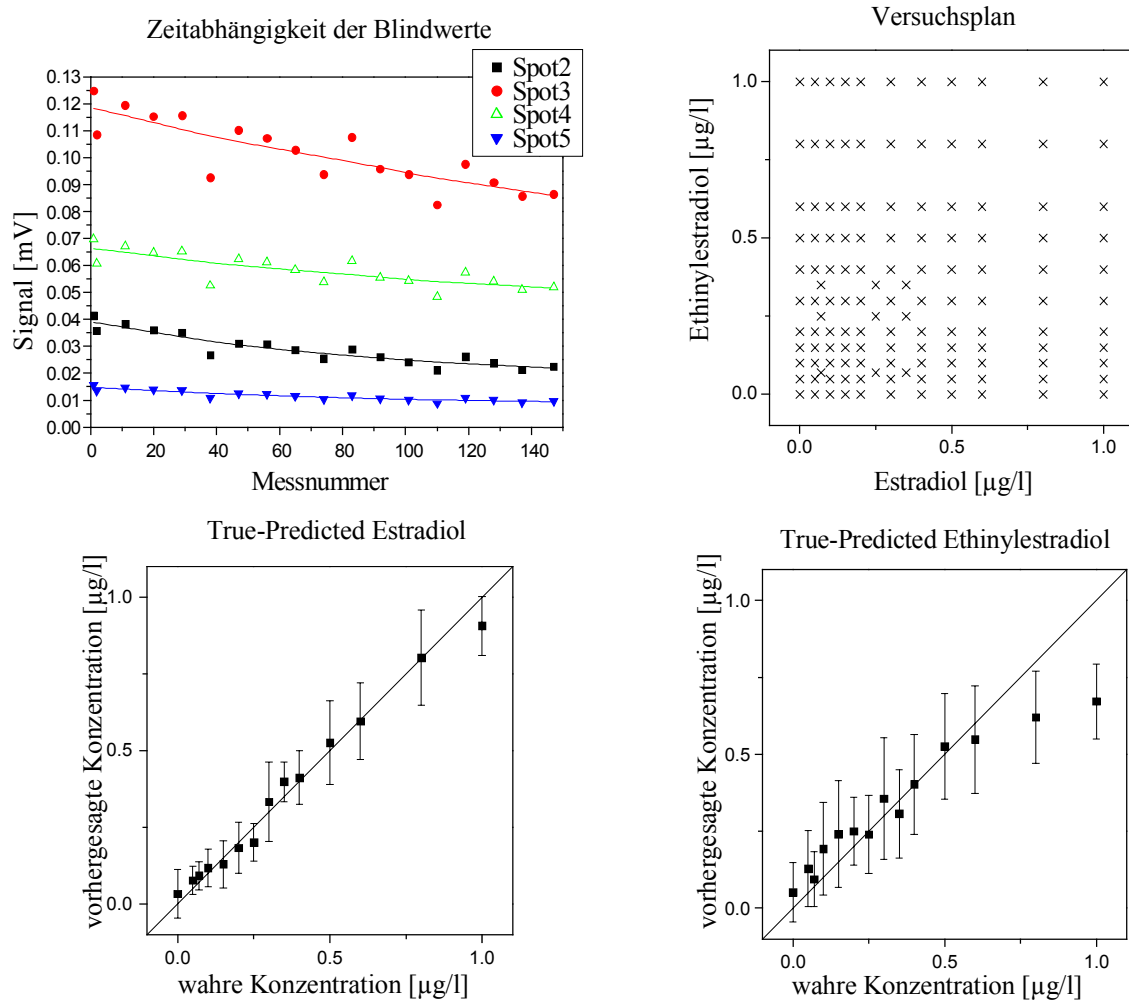 Zeitabhängigkeit der Blindwerte
Spot2
Spot3
Spot4
Spot5
0.13
0.12
0.11
0.10
0.09
0.08
0.07
0.06
0.05
0.04
0.03
0.02
0.01
0.00
Signal [mV]
0 20 40 60 80 100 120 140
Messnummer
Versuchsplan
1.0
0.5
0.0
Ethinylestradiol [µg/l]
0.0 0.5 1.0
Estradiol [µg/l]
True-Predicted Estradiol
1.0
0.5
0.0
vorhergesagte Konzentration [µg/l]
0.0 0.5 1.0
wahre Konzentration [µg/l]
True-Predicted Ethinylestradiol
1.0
0.5
0.0
vorhergesagte Konzentration [µg/l]
0.0 0.5 1.0
wahre Konzentration [µg/l]